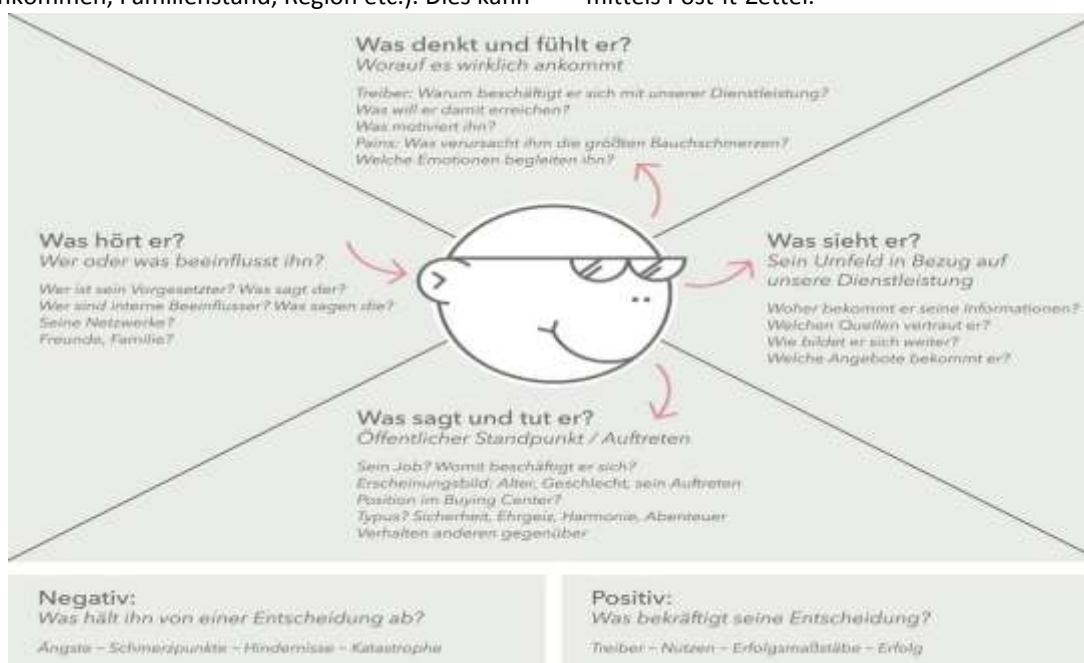 nkommen, Familienstand, Region etc.). Dies kann
mittels Post-it-Zettel.
Was denkt und fühlt er?
Worauf es wirklich ankommt
Treiber: Warum beschäftigt er sich mit unserer Dienstleistung?
Was will er damit erreichen?
Was motiviert ihn?
Pains: Was verursacht ihm die größten Bauchschmerzen?
Welche Emotionen begleiten ihn?
Was hört er?
Wer oder was beeinflusst ihn?
Wer ist sein Vorgesetzter? Was sagt der?
Wer sind interne Beeinflusser? Was sagen die?
Seine Netzwerke?
Freunde, Familie?
Was sieht er?
Sein Umfeld in Bezug auf
unsere Dienstleistung
Woher bekommt er seine Informationen?
Welchen Quellen vertraut er?
Wie bildet er sich weiter?
Welche Angebote bekommt er?
Was sagt und tut er?
Öffentlicher Standpunkt / Auftreten
Sein Job? Womit beschäftigt er sich?
Erscheinungsbild: Alter, Geschlecht, sein Auftreten
Position im Buying Center?
Typus? Sicherheit, Ehrgeiz, Harmonie, Abenteuer
Verhalten anderen gegenüber
Negativ:
Was hält ihn von einer Entscheidung ab?
Ängste – Schmerzpunkte – Hindernisse – Katastrophe
Positiv:
Was bekräftigt seine Entscheidung?
Treiber – Nutzen – Erfolgsmaßstäbe – Erfolg